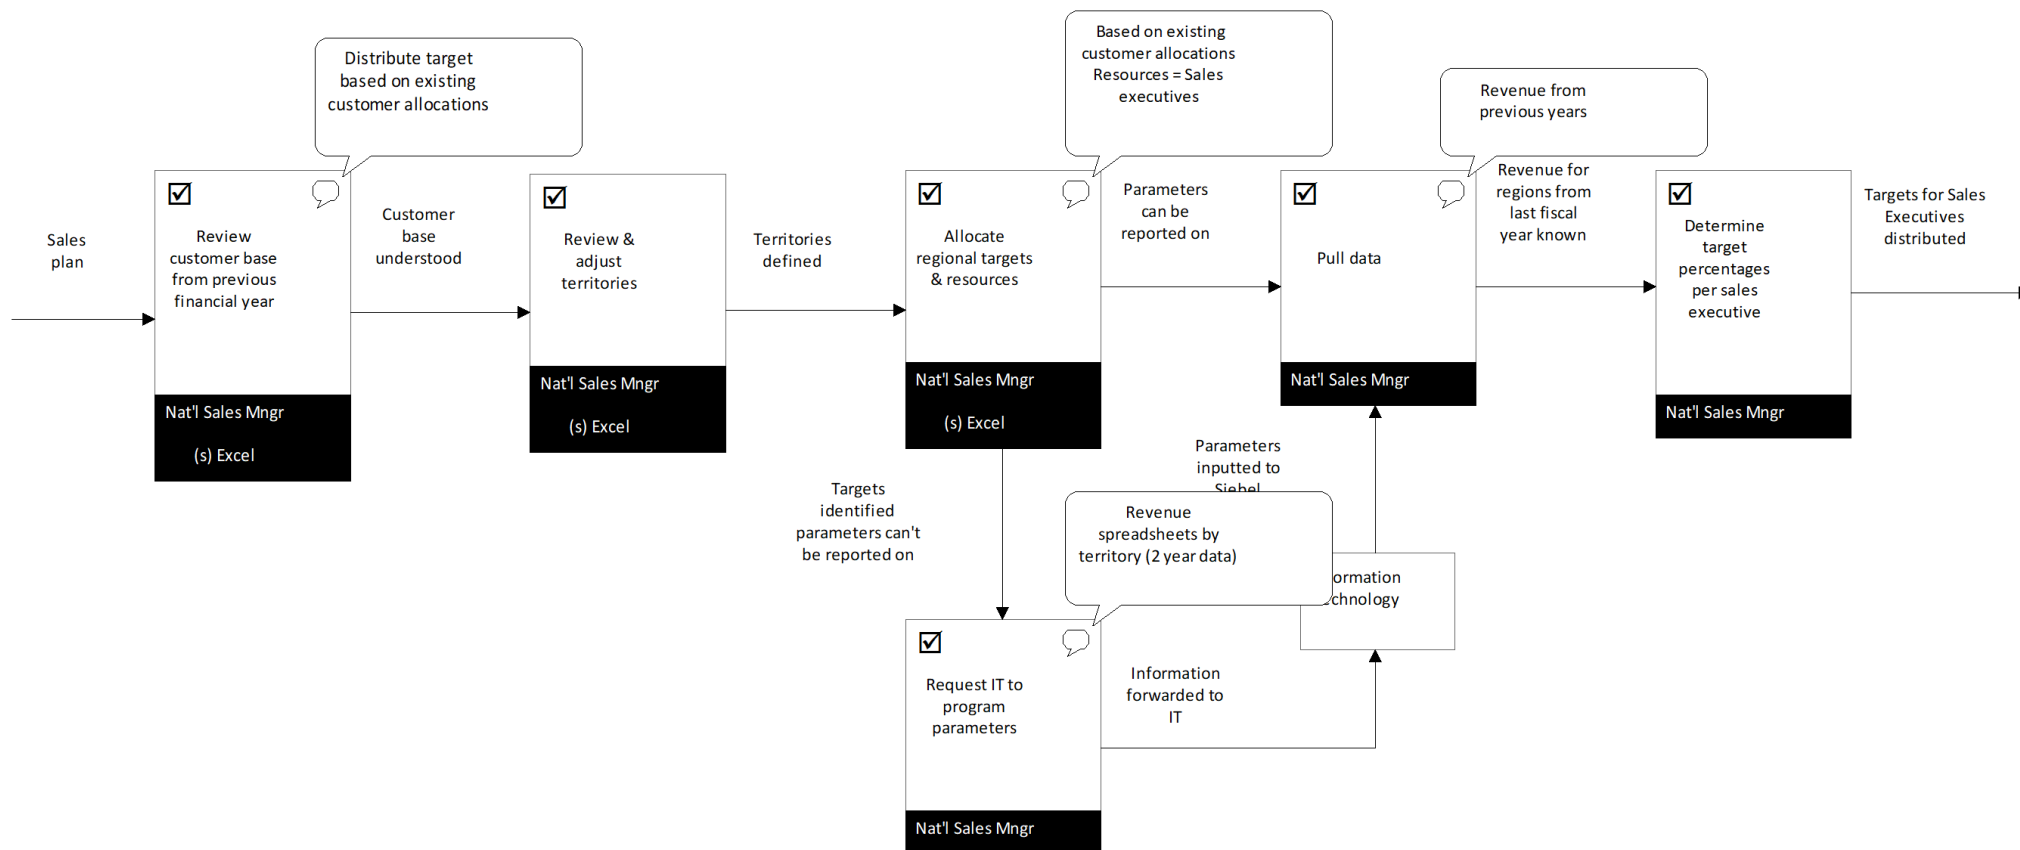 Distribute target
based on existing
customer allocations
Based on existing
customer allocations
Resources = Sales
executives
Revenue from
previous years
Sales
plan
Review
customer base
from previous
financial year
Nat'l Sales Mngr
(s) Excel
Customer
base
understood
Review &
adjust
territories
Nat'l Sales Mngr
(s) Excel
Territories
defined
Allocate
regional targets
& resources
Nat'l Sales Mngr
(s) Excel
Parameters
can be
reported on
Pull data
Nat'l Sales Mngr
Revenue for
regions from
last fiscal
year known
Determine
target
percentages
per sales
executive
Nat'l Sales Mngr
Targets for Sales
Executives
distributed
Targets
identified
parameters can't
be reported on
Parameters
inputted to
Siebel
Revenue
spreadsheets by
territory (2 year data)
ormation
chnology
Request IT to
program
parameters
Nat'l Sales Mngr
Information
forwarded to
IT